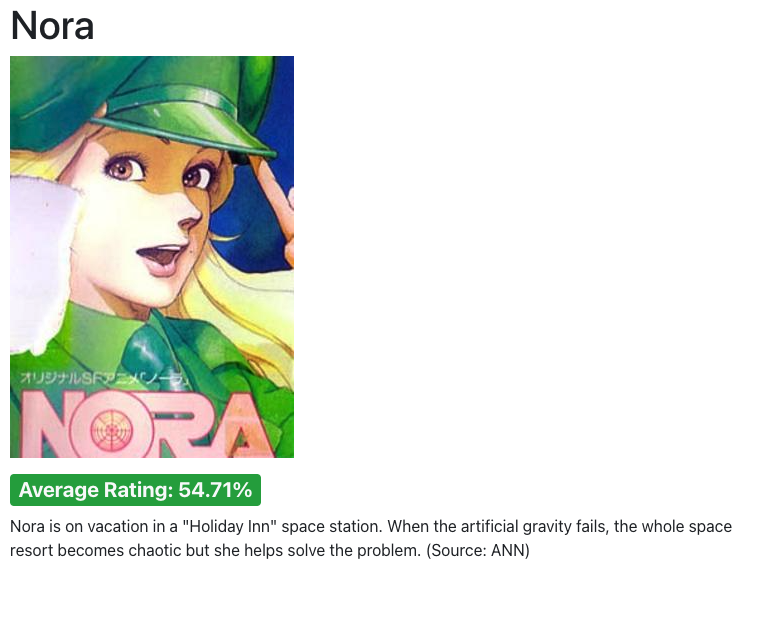 Nora
オリジナルSFアニメ「ノーラ」
NORA
Average Rating: 54.71%
Nora is on vacation in a "Holiday Inn" space station. When the artificial gravity fails, the whole space
resort becomes chaotic but she helps solve the problem. (Source: ANN)